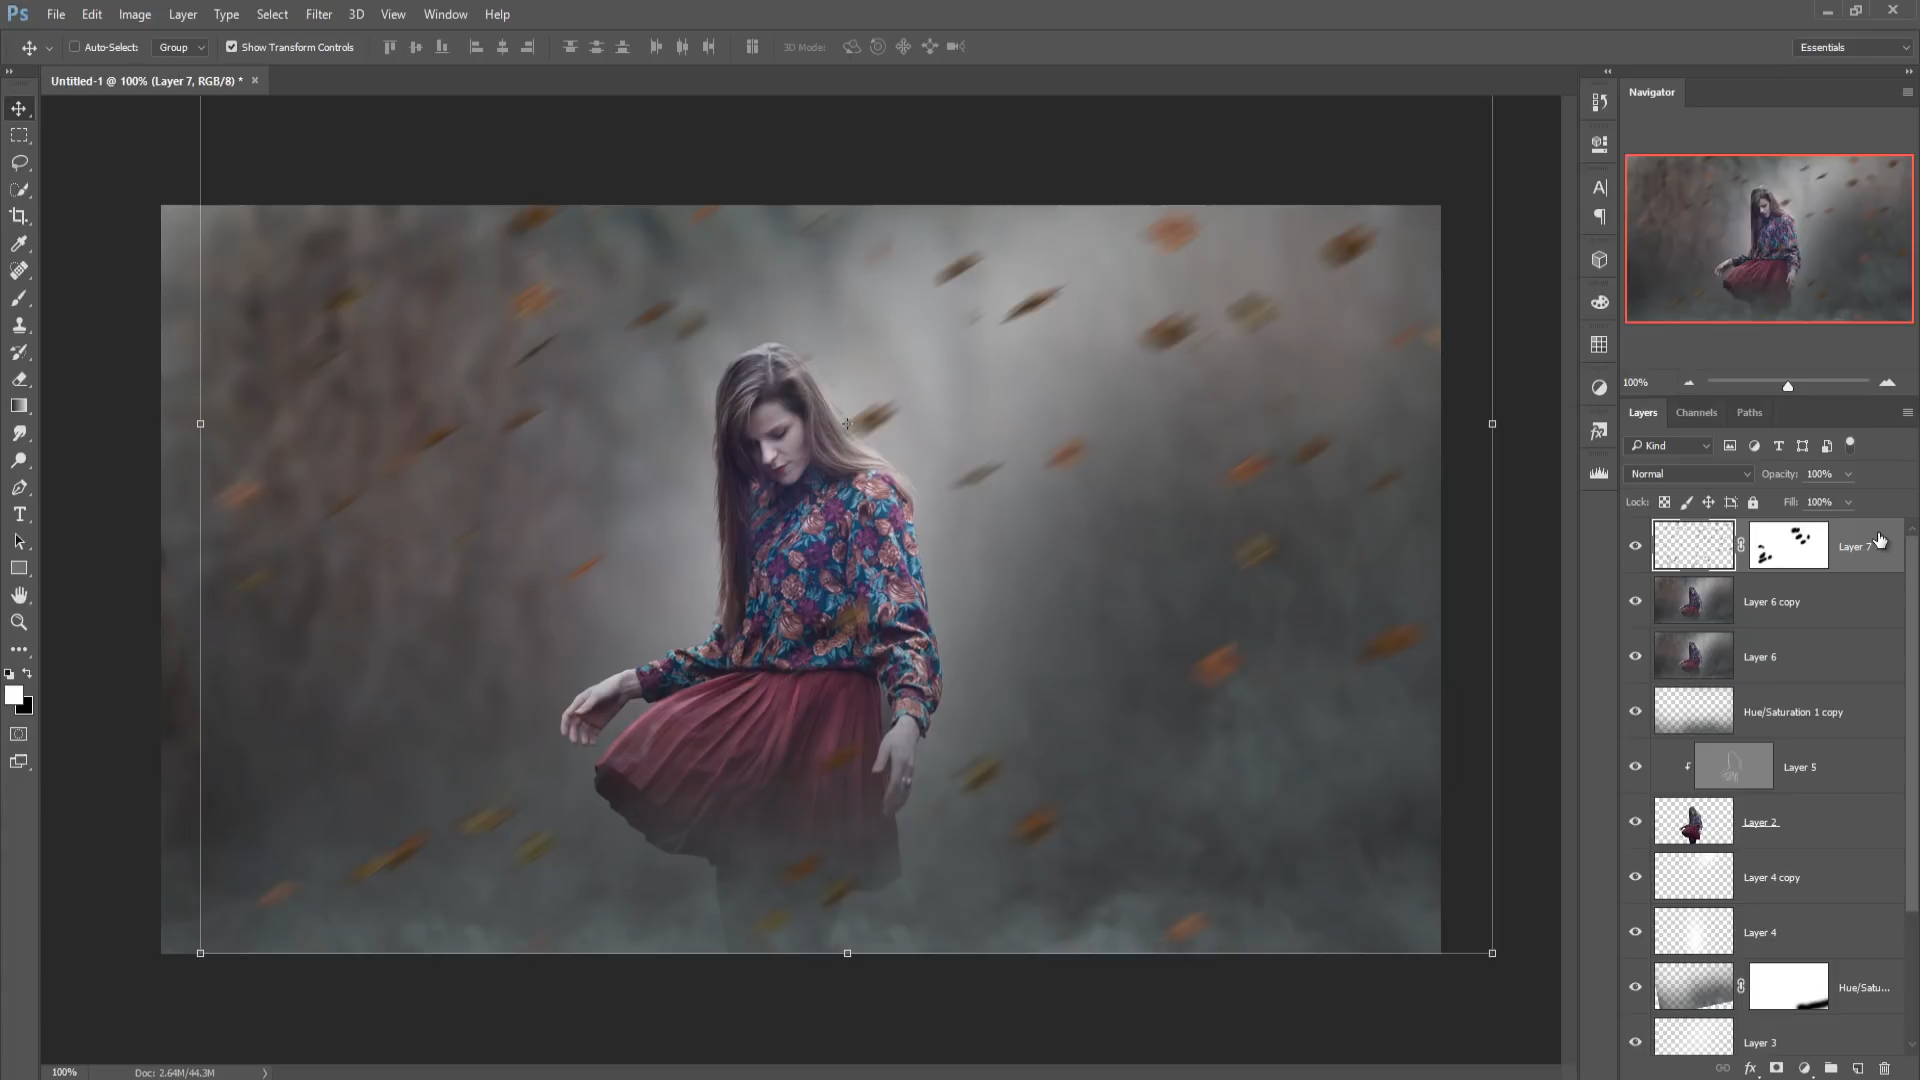 Ps File Edit Image Layer Type Select Filter 3D View Window Help
Auto-Select: Group Show Transform Controls 3D Mode: Essentials
Untitled-1 @ 100% (Layer 7, RGB/8) * ×
Navigator
100%
Layers Channels Paths
Kind
Normal Opacity: 100%
Lock: Fill: 100%
Layer 7
Layer 6 copy
Layer 6
Hue/Saturation 1 copy
Layer 5
Layer 2
Layer 4 copy
Layer 4
Hue/Satu...
Layer 3
100% Doc: 2.64M/44.3M